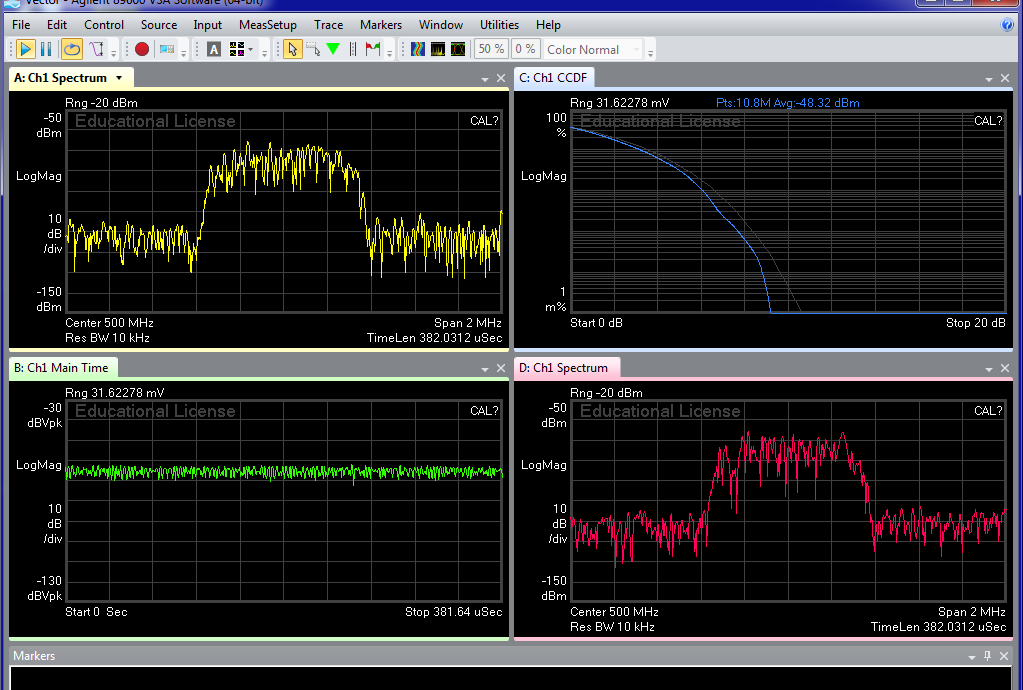 Vector - Agilent 89600 VSA Software (64-bit)
File Edit Control Source Input MeasSetup Trace Markers Window Utilities Help
A 50 % 0 % Color Normal
A: Ch1 Spectrum
Rng -20 dBm
-50
dBm
Educational License
CAL?
LogMag
10
dB
/div
-150
dBm
Center 500 MHz
Span 2 MHz
Res BW 10 kHz
TimeLen 382.0312 uSec
C: Ch1 CCDF
Rng 31.62278 mV
Pts:10.8M Avg:-48.32 dBm
100
%
Educational License
CAL?
LogMag
1
m%
Start 0 dB
Stop 20 dB
B: Ch1 Main Time
Rng 31.62278 mV
-30
dBVpk
Educational License
CAL?
LogMag
10
dB
/div
-130
dBVpk
Start 0 Sec
Stop 381.64 uSec
D: Ch1 Spectrum
Rng -20 dBm
-50
dBm
Educational License
CAL?
LogMag
10
dB
/div
-150
dBm
Center 500 MHz
Span 2 MHz
Res BW 10 kHz
TimeLen 382.0312 uSec
Markers